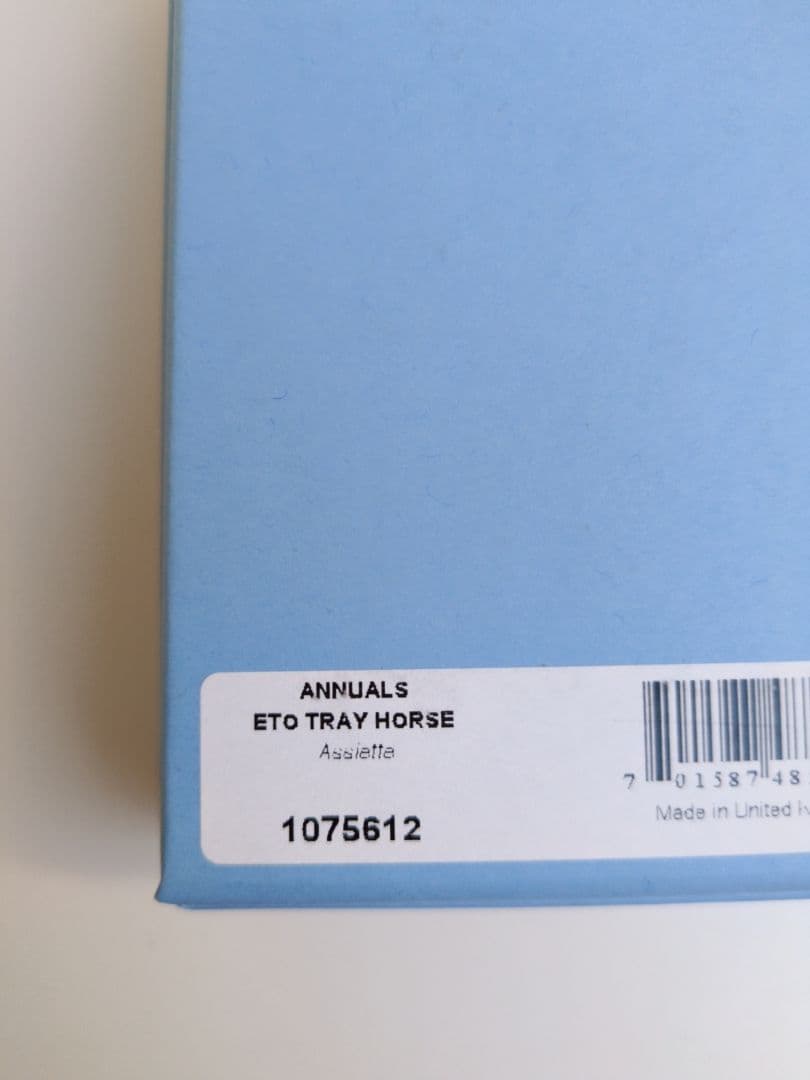 ANNUALS
ETO TRAY HORSE
Assiette
1075612
7 01587 48
Made in United